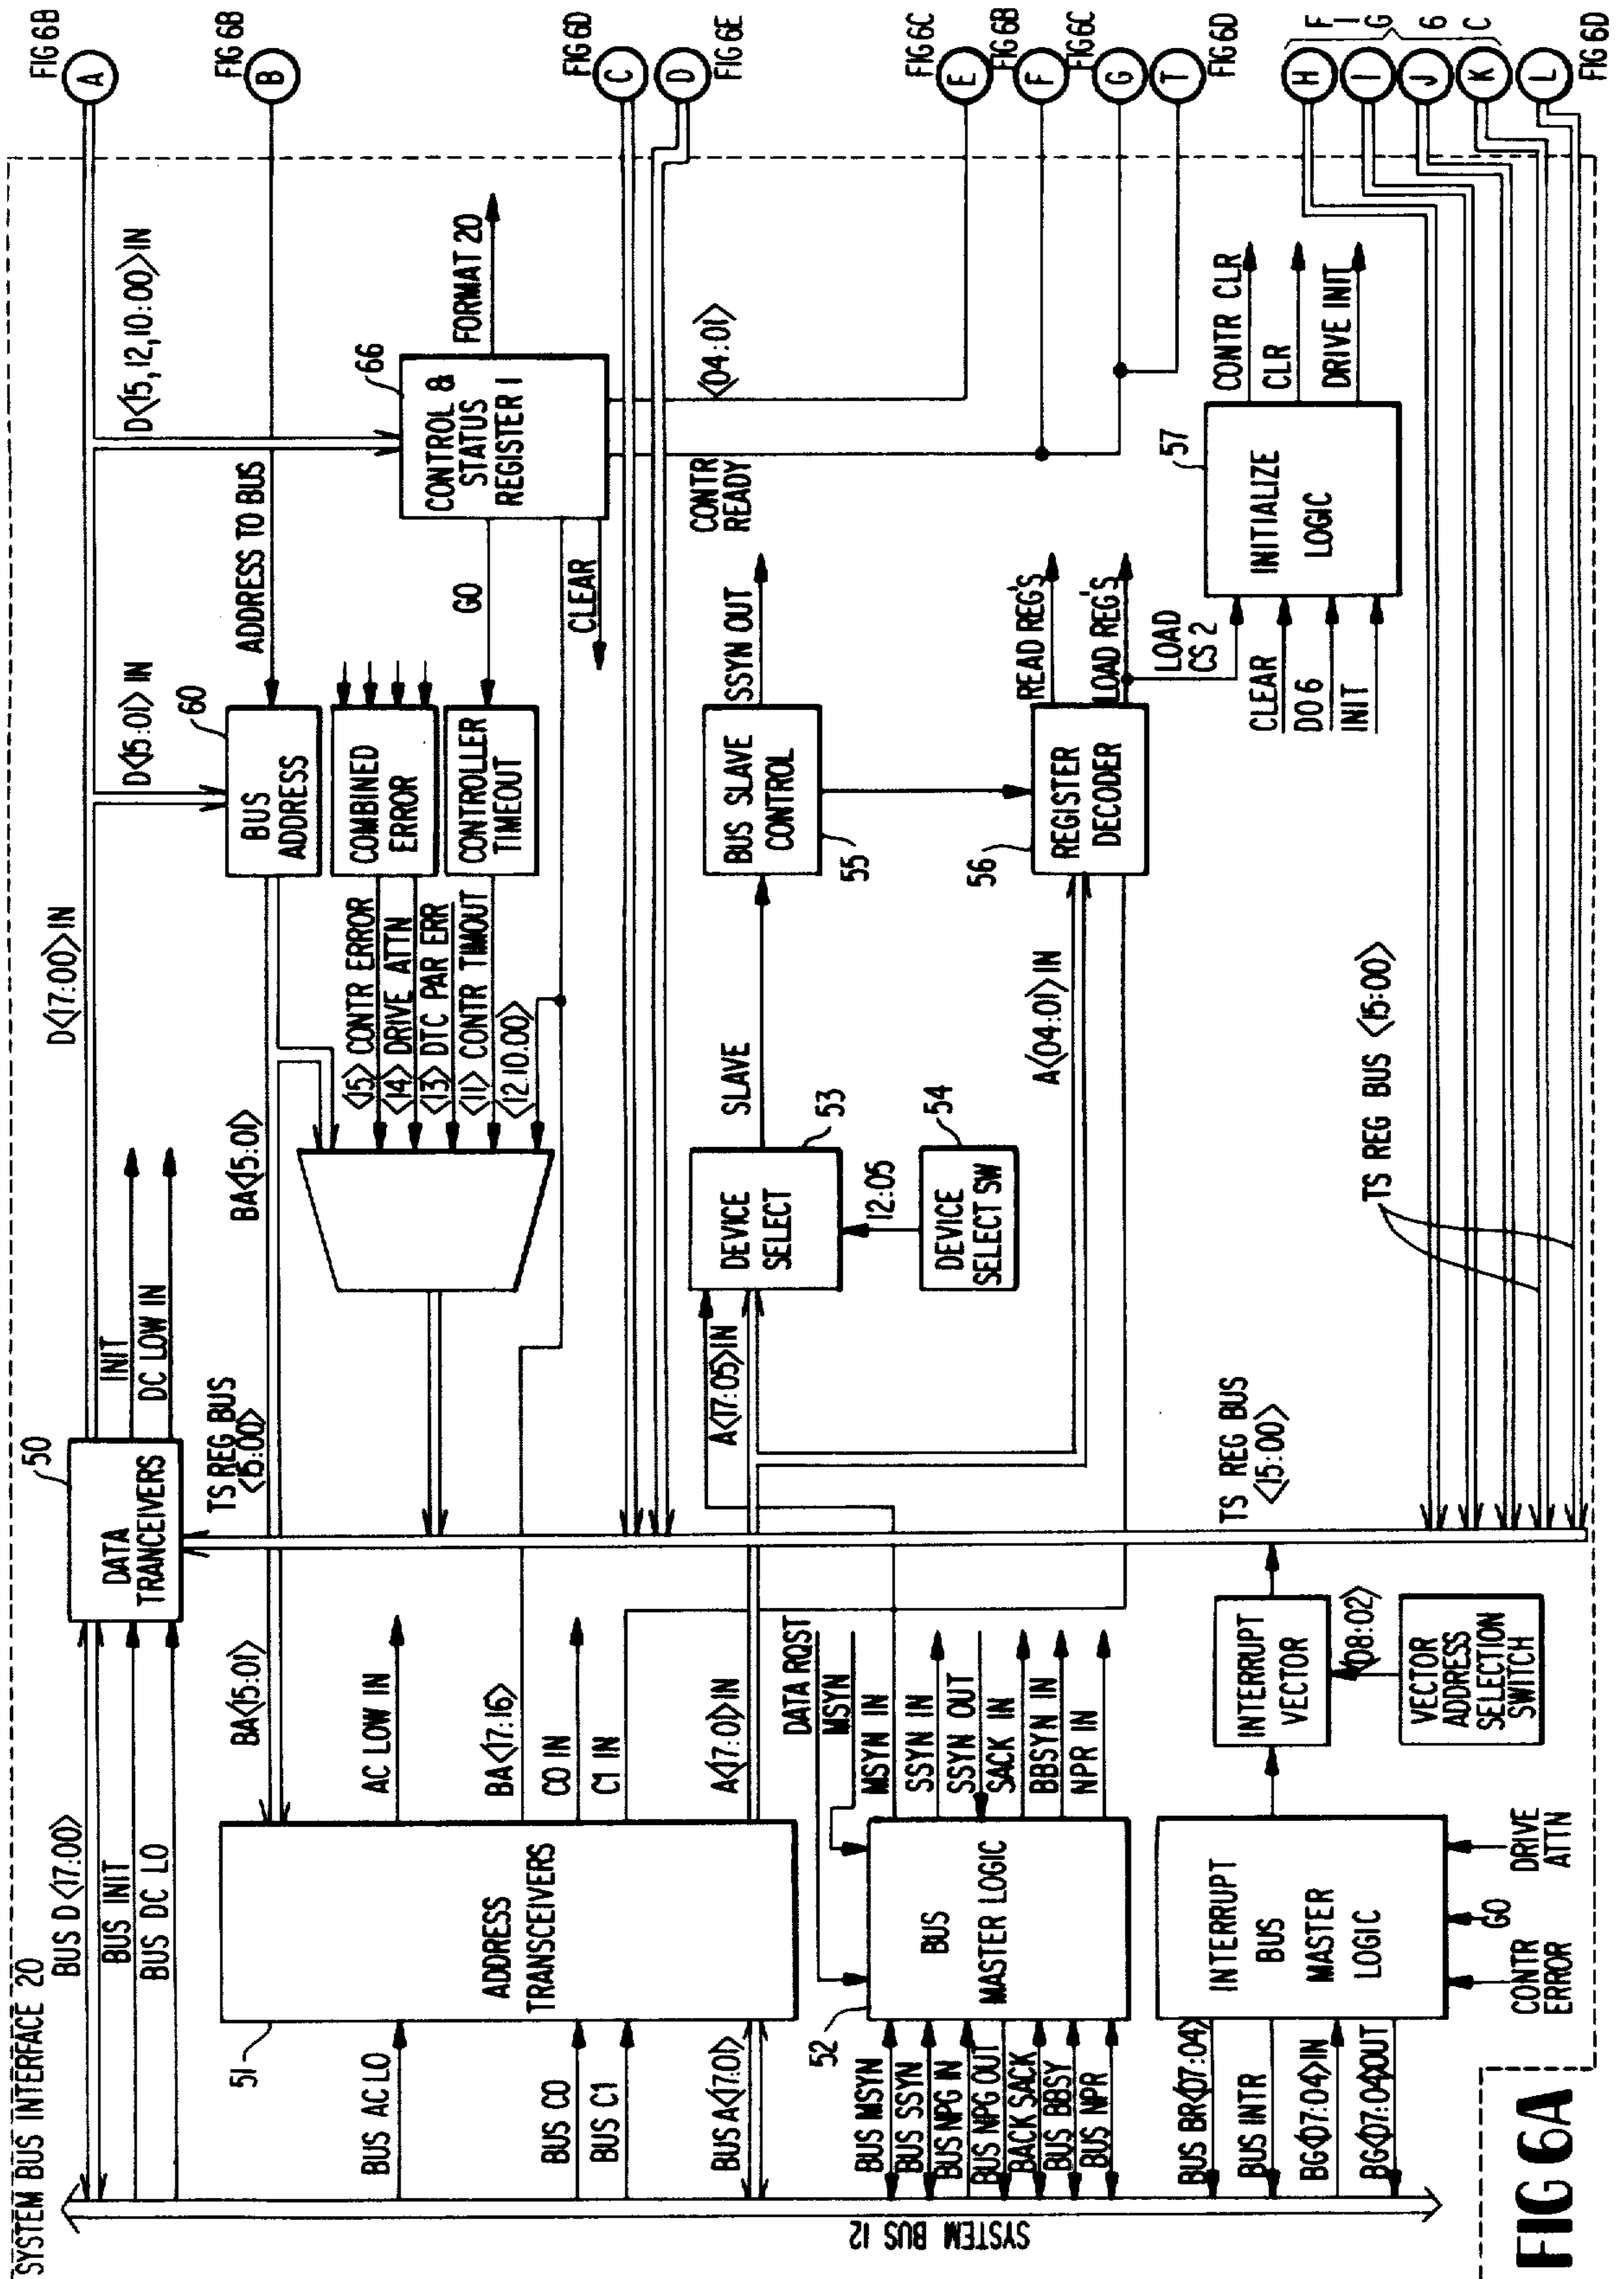 SYSTEM BUS INTERFACE 20
BUS D<17:00>
BUS INIT
BUS DC LO
50
DATA
TRANCEIVERS
INIT
DC LOW IN
D<17:00>IN
D<15:01>IN
D<15,12,10:00>IN
FIG 6B
A
TS REG BUS
<15:00>
BA<15:01>
BA<15:01>
60
BUS
ADDRESS
ADDRESS TO BUS
FIG 6B
B
51
ADDRESS
TRANSCEIVERS
BUS AC LO
BUS C0
BUS C1
BUS A<17:01>
AC LOW IN
BA<17:16>
C0 IN
C1 IN
A<17:01>IN
<15> CONTR ERROR
<14> DRIVE ATTN
<13> DTC PAR ERR
<11> CONTR TIMOUT
<12.10.00>
COMBINED
ERROR
CONTROLLER
TIMEOUT
GO
CLEAR
66
CONTROL &
STATUS
REGISTER 1
FORMAT 20
<04:01>
FIG 6D
C
D
FIG 6E
CONTR
READY
DATA RQST
MSYN
52
BUS
MASTER LOGIC
BUS MSYN
BUS SSYN
BUS NPG IN
BUS NPG OUT
BACK SACK
BUS BBSY
BUS NPR
MSYN IN
SSYN IN
SSYN OUT
SACK IN
BBSYN IN
NPR IN
A<17:05>IN
DEVICE
SELECT
53
SLAVE
BUS SLAVE
CONTROL
55
SSYN OUT
12:05
54
DEVICE
SELECT SW
A<04:01>IN
56
REGISTER
DECODER
READ REG'S
LOAD REG'S
LOAD
CS 2
FIG 6C
E
FIG 6B
F
FIG 6C
G
T
FIG 6D
CLEAR
D0 6
INIT
57
INITIALIZE
LOGIC
CONTR CLR
CLR
DRIVE INIT
BUS BR<07:04>
BUS INTR
BG<07:04>IN
BG<07:04>OUT
INTERRUPT
BUS
MASTER
LOGIC
CONTR
ERROR
GO
DRIVE
ATTN
INTERRUPT
VECTOR
<08:02>
VECTOR
ADDRESS
SELECTION
SWITCH
TS REG BUS
<15:00>
TS REG BUS <15:00>
H
I
J
K
FIG 6C
L
FIG 6D
SYSTEM BUS 12
FIG 6A